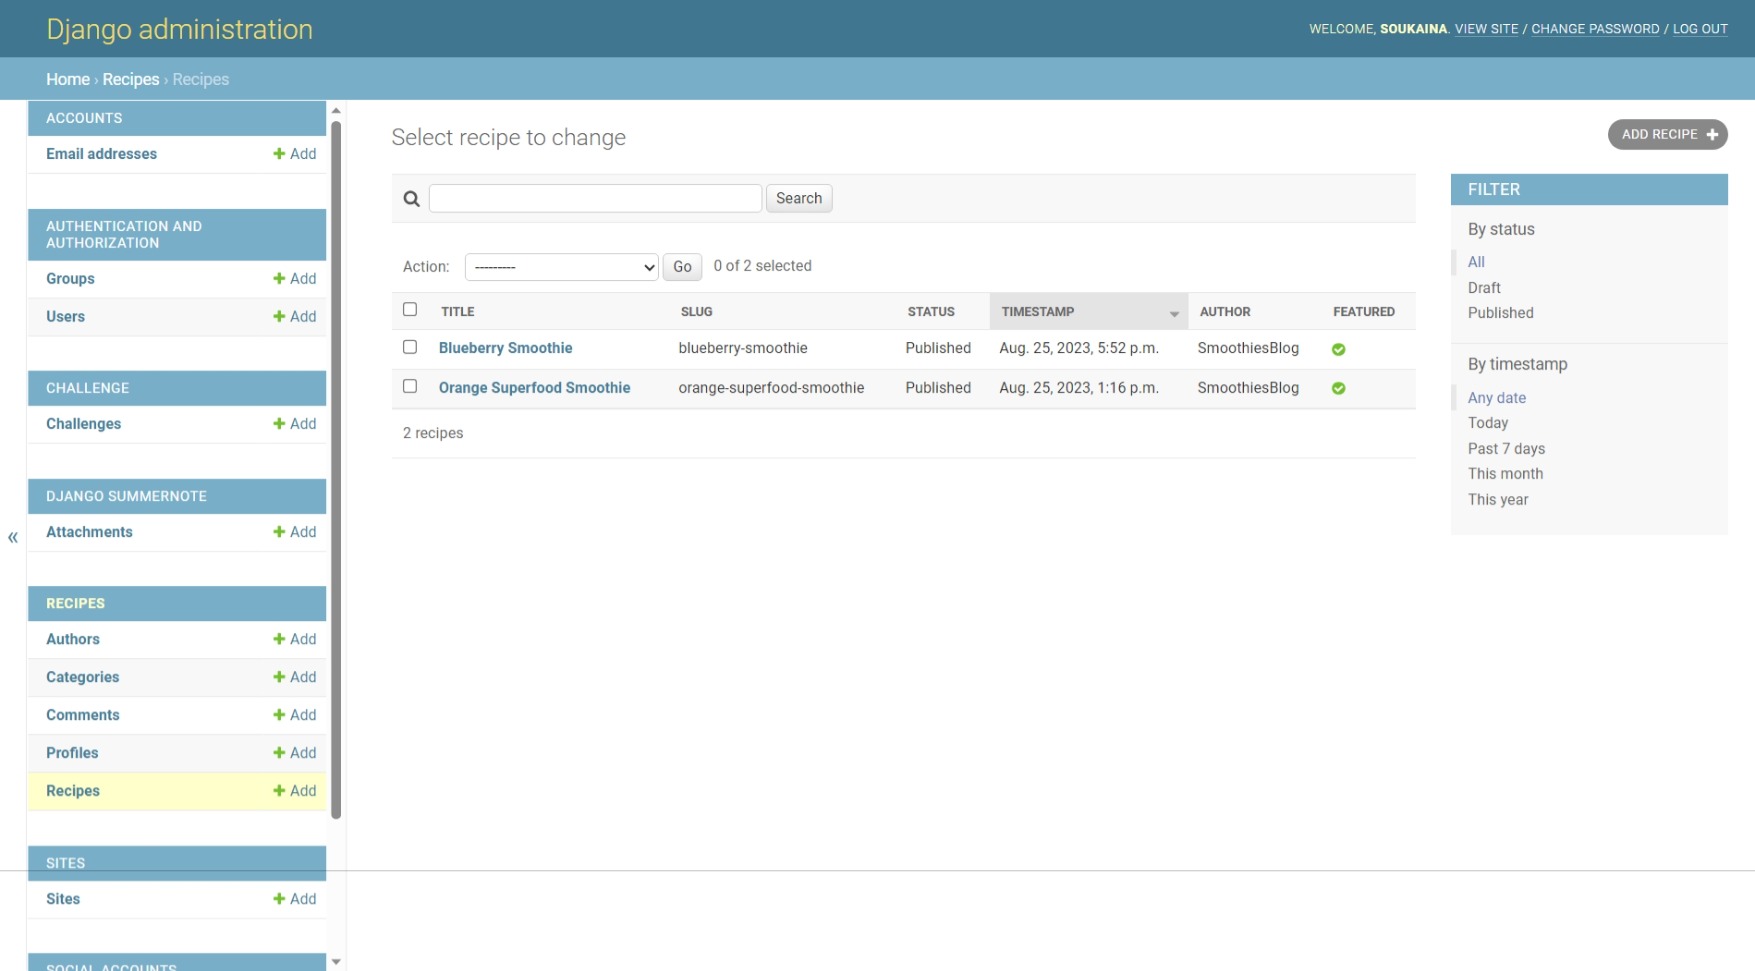 Django administration
WELCOME, SOUKAINA. VIEW SITE / CHANGE PASSWORD / LOG OUT
Home › Recipes › Recipes
ACCOUNTS
Email addresses
Add
AUTHENTICATION AND
AUTHORIZATION
Groups
Add
Users
Add
CHALLENGE
Challenges
Add
DJANGO SUMMERNOTE
Attachments
Add
«
RECIPES
Authors
Add
Categories
Add
Comments
Add
Profiles
Add
Recipes
Add
SITES
Sites
Add
SOCIAL ACCOUNTS
Select recipe to change
ADD RECIPE +
Search
Action:
---------
Go
0 of 2 selected
TITLE SLUG STATUS TIMESTAMP AUTHOR FEATURED
Blueberry Smoothie blueberry-smoothie Published Aug. 25, 2023, 5:52 p.m. SmoothiesBlog
Orange Superfood Smoothie orange-superfood-smoothie Published Aug. 25, 2023, 1:16 p.m. SmoothiesBlog
2 recipes
FILTER
By status
All
Draft
Published
By timestamp
Any date
Today
Past 7 days
This month
This year